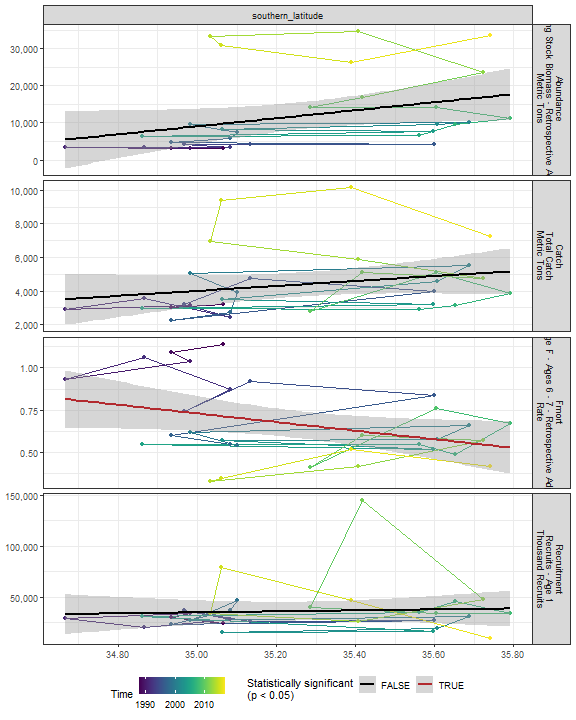 southern_latitude
30,000
20,000
10,000
0
Abundance
Stock Biomass - Retrospective
Metric Tons
10,000
8,000
6,000
4,000
2,000
Catch
Total Catch
Metric Tons
1.00
0.75
0.50
Fmort
F - Ages 6 - 7 - Retrospective
Rate
150,000
100,000
50,000
Recruitment
Recruits - Age 1
Thousand Recruits
34.80
35.00
35.20
35.40
35.60
35.80
Time
1990 2000 2010
Statistically significant
(p < 0.05)
FALSE
TRUE